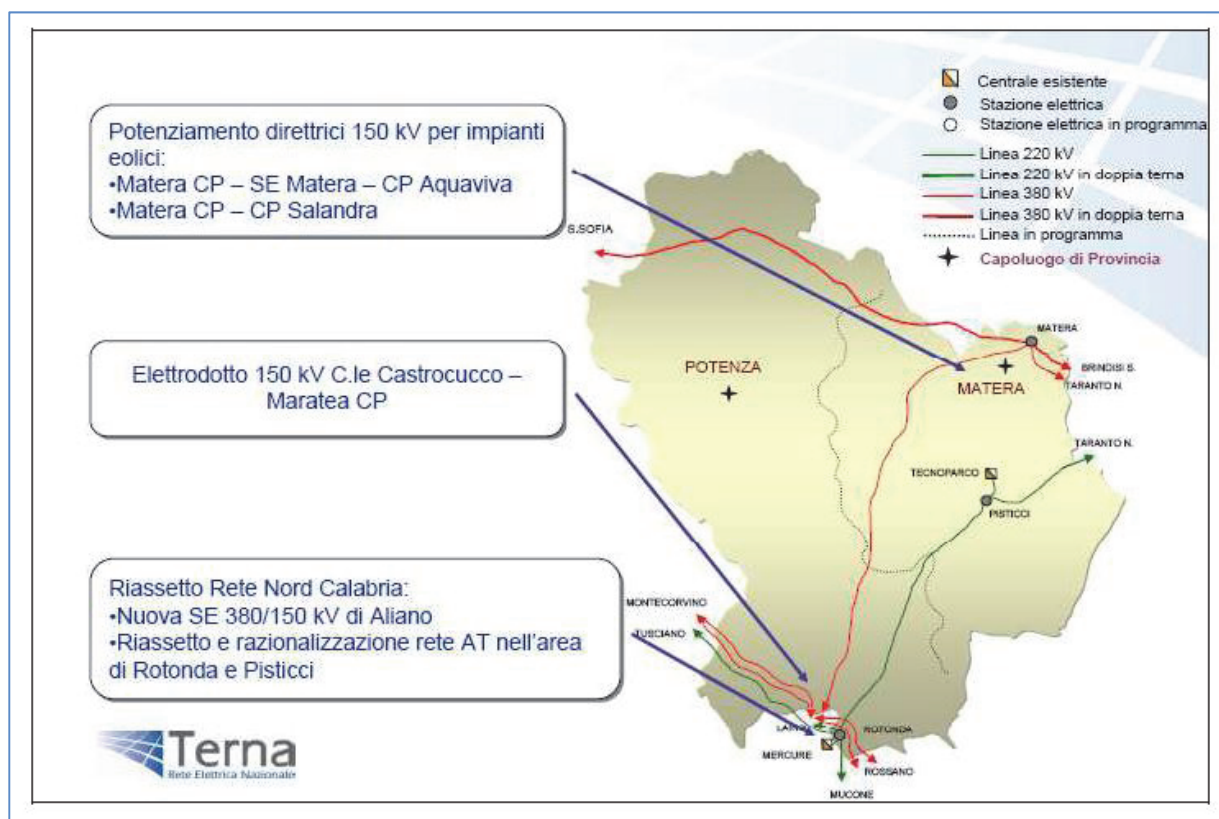 Potenziamento direttrici 150 kV per impianti
eolici:
•Matera CP – SE Matera – CP Aquaviva
•Matera CP – CP Salandra
Elettrodotto 150 kV C.le Castrocucco –
Maratea CP
Riassetto Rete Nord Calabria:
•Nuova SE 380/150 kV di Aliano
•Riassetto e razionalizzazione rete AT nell'area
di Rotonda e Pisticci
Terna
Rete Elettrica Nazionale
Centrale esistente
Stazione elettrica
Stazione elettrica in programma
Linea 220 kV
Linea 220 kV in doppia terna
Linea 380 kV
Linea 380 kV in doppia terna
Linea in programma
Capoluogo di Provincia
S.SOFIA
MATERA
POTENZA
MATERA
BRINDISI S.
TARANTO N.
TARANTO N.
TECNOPARCO
PISTICCI
MONTECORVINO
TUSCIANO
ROTONDA
MERCURE
ROSSANO
MUCONE